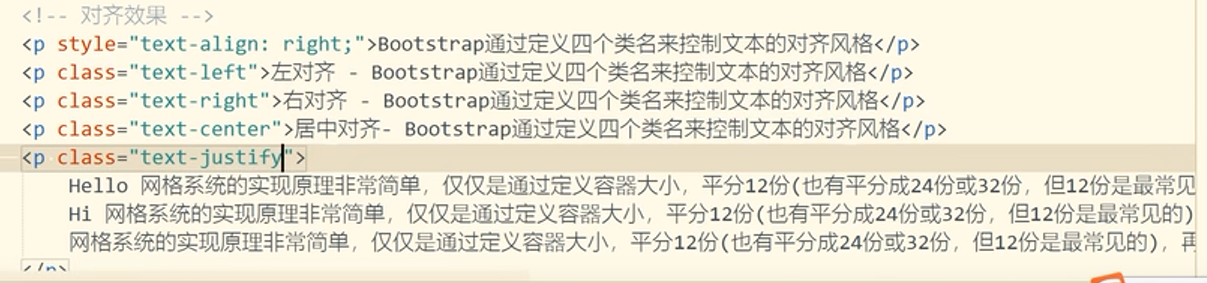 <!-- 对齐效果 -->
<p style="text-align: right;">Bootstrap通过定义四个类名来控制文本的对齐风格</p>
<p class="text-left">左对齐 - Bootstrap通过定义四个类名来控制文本的对齐风格</p>
<p class="text-right">右对齐 - Bootstrap通过定义四个类名来控制文本的对齐风格</p>
<p class="text-center">居中对齐- Bootstrap通过定义四个类名来控制文本的对齐风格</p>
<p class="text-justify">
Hello 网格系统的实现原理非常简单，仅仅是通过定义容器大小，平分12份(也有平分成24份或32份，但12份是最常见
Hi 网格系统的实现原理非常简单，仅仅是通过定义容器大小，平分12份(也有平分成24份或32份，但12份是最常见的)
网格系统的实现原理非常简单，仅仅是通过定义容器大小，平分12份(也有平分成24份或32份，但12份是最常见的)，再
</p>